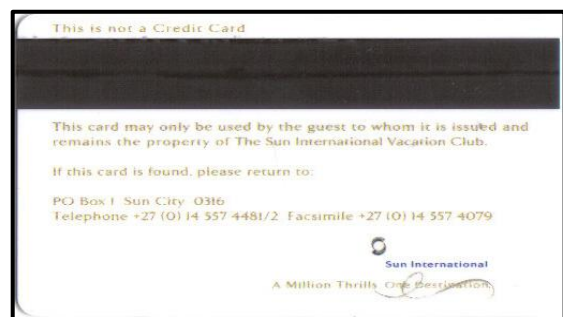 This is not a Credit Card
This card may only be used by the guest to whom it is issued and
remains the property of The Sun International Vacation Club.
If this card is found, please return to:
PO Box 1 Sun City 0316
Telephone +27 (0) 14 557 4481/2 Facsimile +27 (0) 14 557 4079
Sun International
A Million Thrills. One Destination.